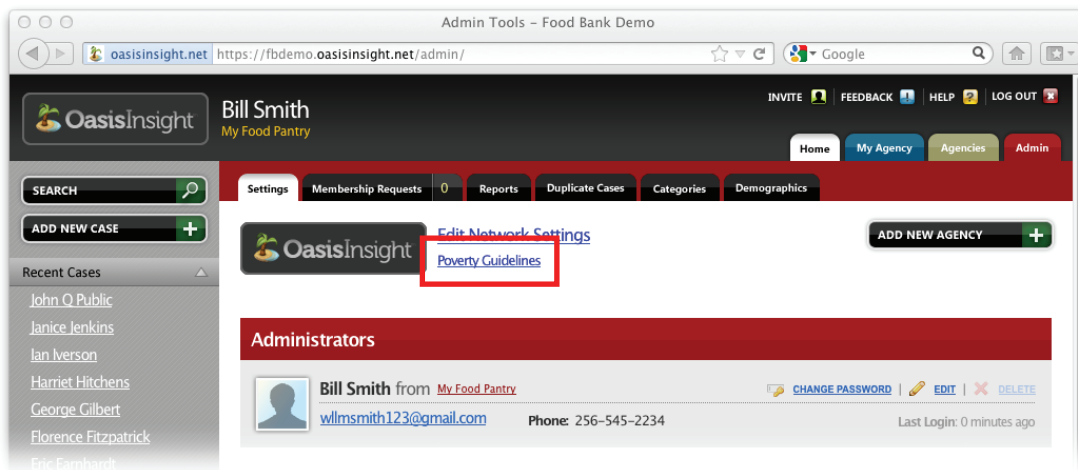 Admin Tools – Food Bank Demo
oasisinsight.net https://fbdemo.oasisinsight.net/admin/ Google
OasisInsight
Bill Smith
My Food Pantry
INVITE FEEDBACK HELP LOG OUT
Home My Agency Agencies Admin
SEARCH
ADD NEW CASE
Recent Cases
John Q Public
Janice Jenkins
Ian Iverson
Harriet Hitchens
George Gilbert
Florence Fitzpatrick
Eric Earnhardt
Settings Membership Requests 0 Reports Duplicate Cases Categories Demographics
OasisInsight
Edit Network Settings
Poverty Guidelines
ADD NEW AGENCY
Administrators
Bill Smith from My Food Pantry
CHANGE PASSWORD | EDIT | DELETE
wllmsmith123@gmail.com Phone: 256-545-2234
Last Login: 0 minutes ago